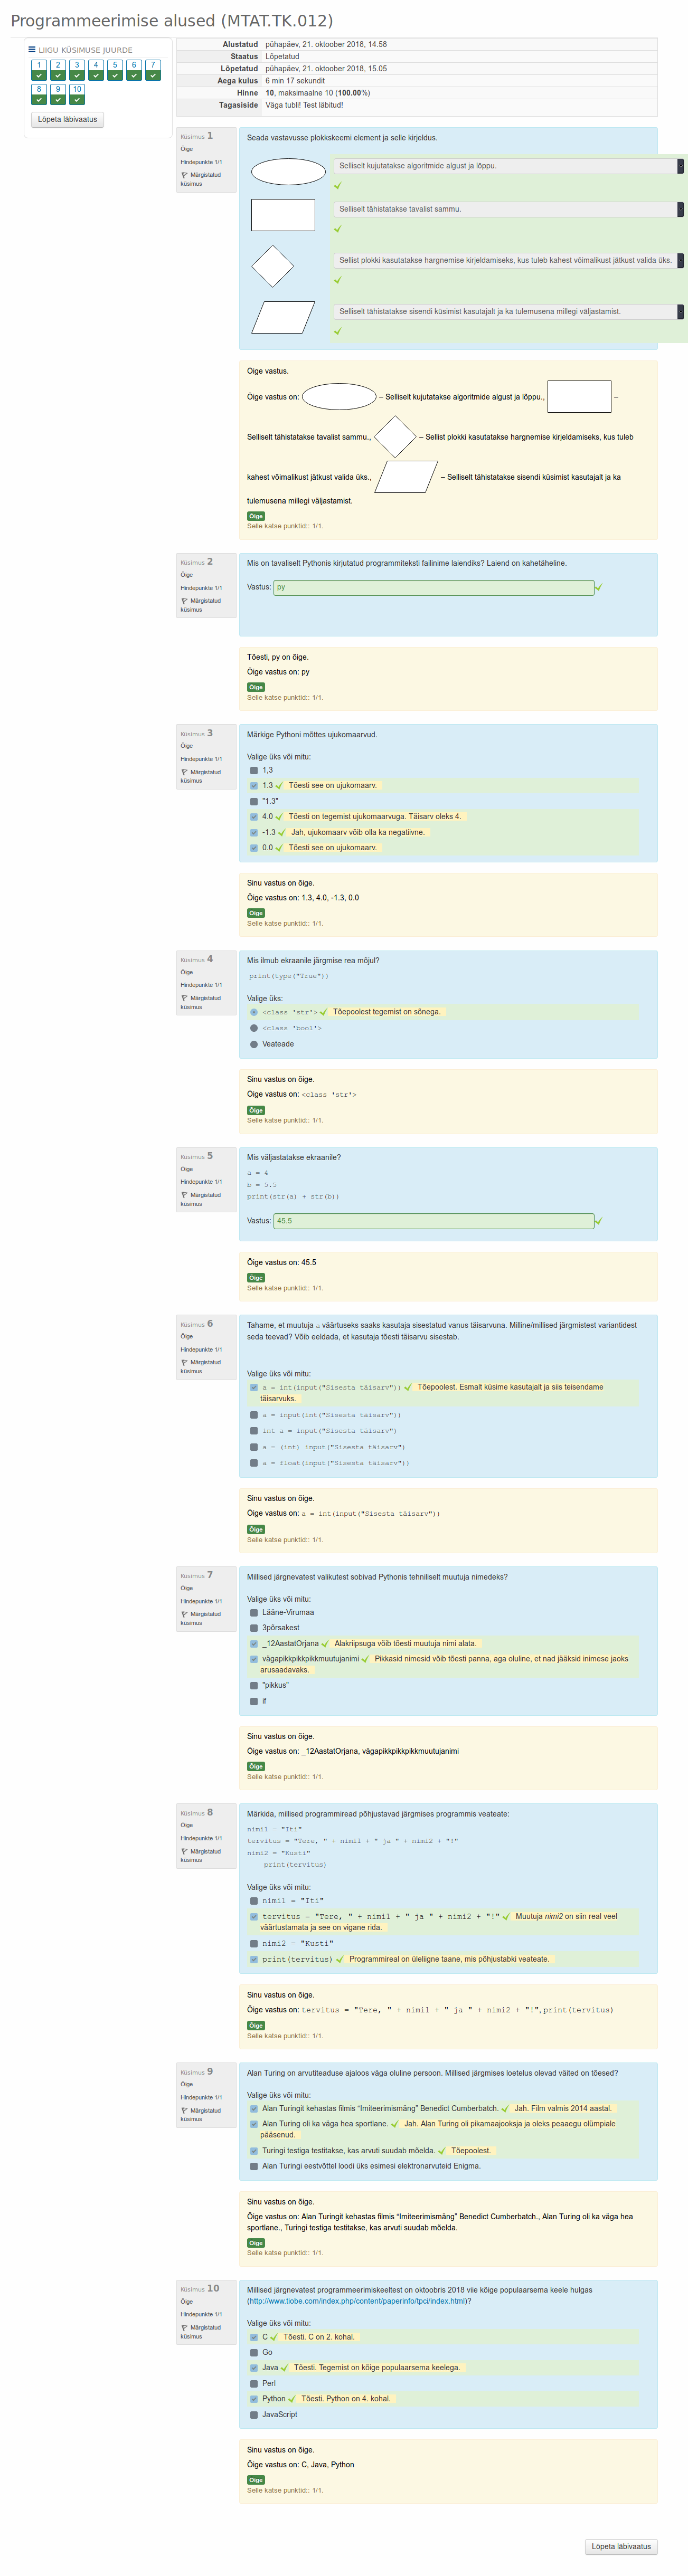 Programmeerimise alused (MTAT.TK.012)
LIIGU KÜSIMUSE JUURDE
1 2 3 4 5 6 7
8 9 10
Lõpeta läbivaatus
Alustatud pühapäev, 21. oktoober 2018, 14.58
Staatus Lõpetatud
Lõpetatud pühapäev, 21. oktoober 2018, 15.05
Aega kulus 6 min 17 sekundit
Hinne 10, maksimaalne 10 (100.00%)
Tagasiside Väga tubli! Test läbitud!
Küsimus 1
Õige
Hindepunkte 1/1
Märgistatud
küsimus
Seada vastavusse plokkskeemi element ja selle kirjeldus.
Selliselt kujutatakse algoritmide algust ja lõppu.
Selliselt tähistatakse tavalist sammu.
Sellist plokki kasutatakse hargnemise kirjeldamiseks, kus tuleb kahest võimalikust jätkust valida üks.
Selliselt tähistatakse sisendi küsimist kasutajalt ja ka tulemusena millegi väljastamist.
Õige vastus.
Õige vastus on: – Selliselt kujutatakse algoritmide algust ja lõppu., –
Selliselt tähistatakse tavalist sammu., – Sellist plokki kasutatakse hargnemise kirjeldamiseks, kus tuleb
kahest võimalikust jätkust valida üks., – Selliselt tähistatakse sisendi küsimist kasutajalt ja ka
tulemusena millegi väljastamist.
Õige
Selle katse punktid:: 1/1.
Küsimus 2
Õige
Hindepunkte 1/1
Märgistatud
küsimus
Mis on tavaliselt Pythonis kirjutatud programmiteksti failinime laiendiks? Laiend on kahetäheline.
Vastus: py
Tõesti, py on õige.
Õige vastus on: py
Õige
Selle katse punktid:: 1/1.
Küsimus 3
Õige
Hindepunkte 1/1
Märgistatud
küsimus
Märkige Pythoni mõttes ujukomaarvud.
Valige üks või mitu:
1,3
1.3 Tõesti see on ujukomaarv.
"1.3"
4.0 Tõesti on tegemist ujukomaarvuga. Täisarv oleks 4.
-1.3 Jah, ujukomaarv võib olla ka negatiivne.
0.0 Tõesti see on ujukomaarv.
Sinu vastus on õige.
Õige vastus on: 1.3, 4.0, -1.3, 0.0
Õige
Selle katse punktid:: 1/1.
Küsimus 4
Õige
Hindepunkte 1/1
Märgistatud
küsimus
Mis ilmub ekraanile järgmise rea mõjul?
print(type("True"))
Valige üks:
<class 'str'> Tõepoolest tegemist on sõnega.
<class 'bool'>
Veateade
Sinu vastus on õige.
Õige vastus on: <class 'str'>
Õige
Selle katse punktid:: 1/1.
Küsimus 5
Õige
Hindepunkte 1/1
Märgistatud
küsimus
Mis väljastatakse ekraanile?
a = 4
b = 5.5
print(str(a) + str(b))
Vastus: 45.5
Õige vastus on: 45.5
Õige
Selle katse punktid:: 1/1.
Küsimus 6
Õige
Hindepunkte 1/1
Märgistatud
küsimus
Tahame, et muutuja a väärtuseks saaks kasutaja sisestatud vanus täisarvuna. Milline/millised järgmistest variantidest
seda teevad? Võib eeldada, et kasutaja tõesti täisarvu sisestab.
Valige üks või mitu:
a = int(input("Sisesta täisarv")) Tõepoolest. Esmalt küsime kasutajalt ja siis teisendame
täisarvuks.
a = input(int("Sisesta täisarv"))
int a = input("Sisesta täisarv")
a = (int) input("Sisesta täisarv")
a = float(input("Sisesta täisarv"))
Sinu vastus on õige.
Õige vastus on: a = int(input("Sisesta täisarv"))
Õige
Selle katse punktid:: 1/1.
Küsimus 7
Õige
Hindepunkte 1/1
Märgistatud
küsimus
Millised järgnevatest valikutest sobivad Pythonis tehniliselt muutuja nimedeks?
Valige üks või mitu:
Lääne-Virumaa
3põrsakest
_12AastatOrjana Alakriipsuga võib tõesti muutuja nimi alata.
vägapikkpikkpikkmuutujanimi Pikkasid nimesid võib tõesti panna, aga oluline, et nad jääksid inimese jaoks
arusaadavaks.
"pikkus"
if
Sinu vastus on õige.
Õige vastus on: _12AastatOrjana, vägapikkpikkpikkmuutujanimi
Õige
Selle katse punktid:: 1/1.
Küsimus 8
Õige
Hindepunkte 1/1
Märgistatud
küsimus
Märkida, millised programmiread põhjustavad järgmises programmis veateate:
nimi1 = "Iti"
tervitus = "Tere, " + nimi1 + " ja " + nimi2 + "!"
nimi2 = "Kusti"
print(tervitus)
Valige üks või mitu:
nimi1 = "Iti"
tervitus = "Tere, " + nimi1 + " ja " + nimi2 + "!" Muutuja nimi2 on siin real veel
väärtustamata ja see on vigane rida.
nimi2 = "Kusti"
print(tervitus) Programmireal on üleliigne taane, mis põhjustabki veateate.
Sinu vastus on õige.
Õige vastus on: tervitus = "Tere, " + nimi1 + " ja " + nimi2 + "!", print(tervitus)
Õige
Selle katse punktid:: 1/1.
Küsimus 9
Õige
Hindepunkte 1/1
Märgistatud
küsimus
Alan Turing on arvutiteaduse ajaloos väga oluline persoon. Millised järgmises loetelus olevad väited on tõesed?
Valige üks või mitu:
Alan Turingit kehastas filmis “Imiteerimismäng” Benedict Cumberbatch. Jah. Film valmis 2014 aastal.
Alan Turing oli ka väga hea sportlane. Jah. Alan Turing oli pikamaajooksja ja oleks peaaegu olümpiale
pääsenud.
Turingi testiga testitakse, kas arvuti suudab mõelda. Tõepoolest.
Alan Turingi eestvõttel loodi üks esimesi elektronarvuteid Enigma.
Sinu vastus on õige.
Õige vastus on: Alan Turingit kehastas filmis “Imiteerimismäng” Benedict Cumberbatch., Alan Turing oli ka väga hea
sportlane., Turingi testiga testitakse, kas arvuti suudab mõelda.
Õige
Selle katse punktid:: 1/1.
Küsimus 10
Õige
Hindepunkte 1/1
Märgistatud
küsimus
Millised järgnevatest programmeerimiskeeltest on oktoobris 2018 viie kõige populaarsema keele hulgas
(http://www.tiobe.com/index.php/content/paperinfo/tpci/index.html)?
Valige üks või mitu:
C Tõesti. C on 2. kohal.
Go
Java Tõesti. Tegemist on kõige populaarsema keelega.
Perl
Python Tõesti. Python on 4. kohal.
JavaScript
Sinu vastus on õige.
Õige vastus on: C, Java, Python
Õige
Selle katse punktid:: 1/1.
Lõpeta läbivaatus